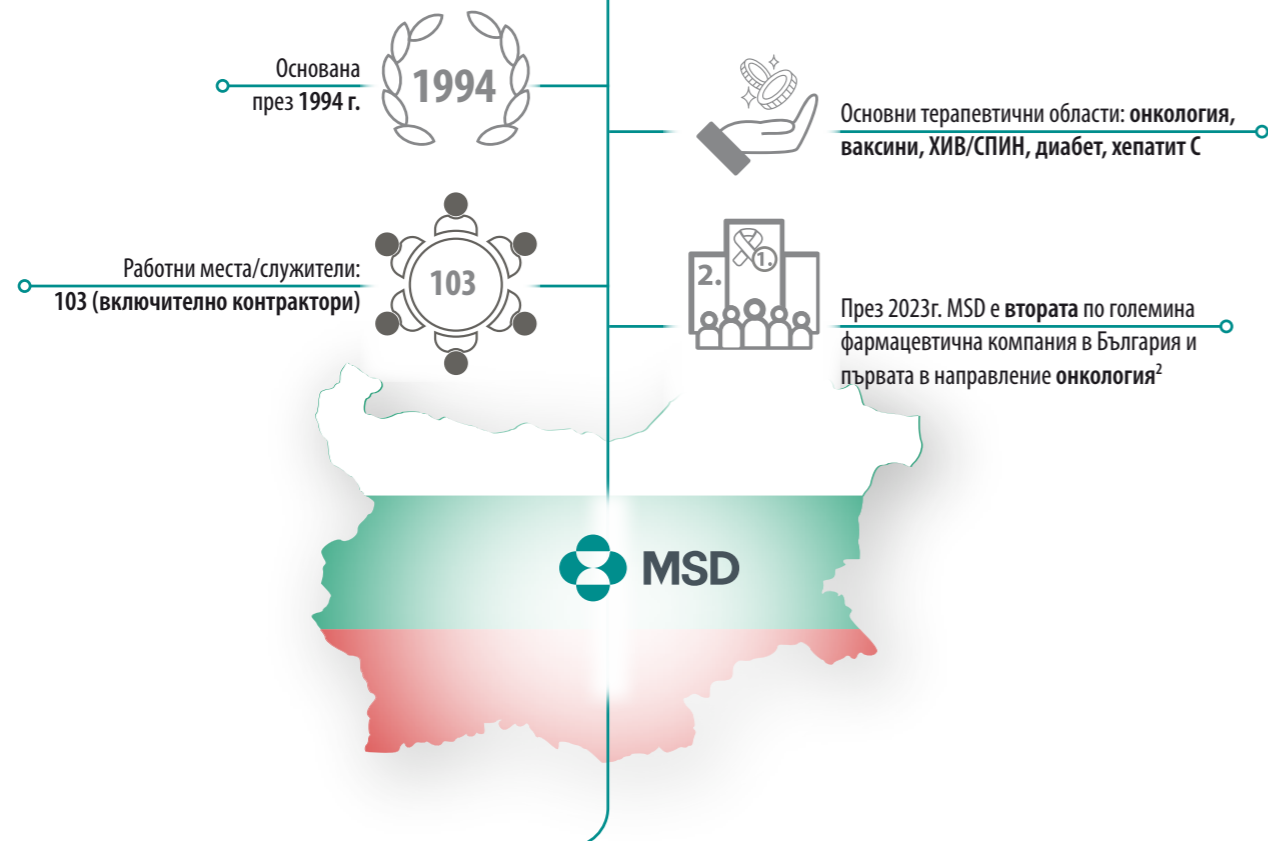 Основана
през 1994 г.
1994
Основни терапевтични области: онкология,
ваксини, ХИВ/СПИН, диабет, хепатит С
Работни места/служители:
103 (включително контрактори)
103
2.
1.
През 2023г. MSD е втората по големина
фармацевтична компания в България и
първата в направление онкология²
MSD